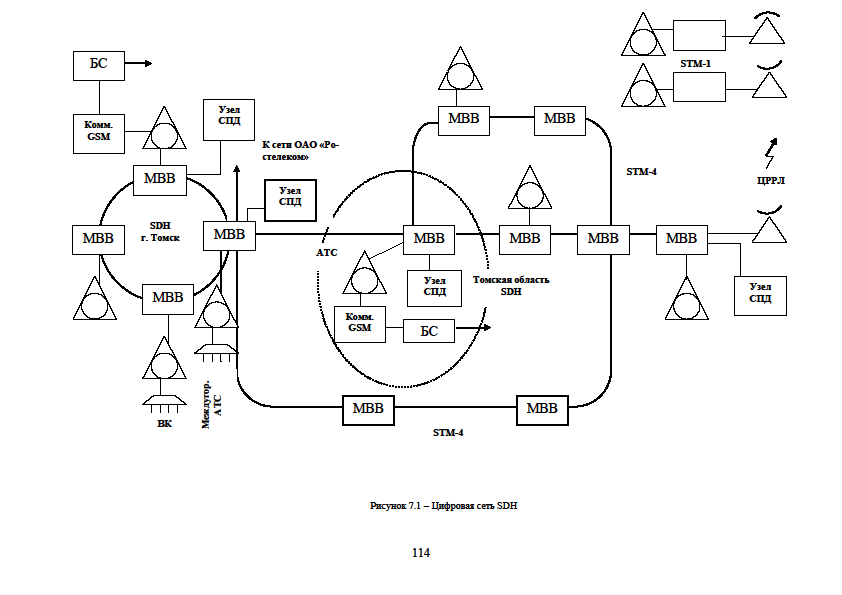 STM-1
БС
Комм.
GSM
Узел
СПД
К сети ОАО «Ро-
стелеком»
МВВ
МВВ
МВВ
STM-4
ЦРРЛ
МВВ
Узел
СПД
SDH
г. Томск
МВВ
МВВ
АТС
МВВ
МВВ
МВВ
МВВ
МВВ
Узел
СПД
Томская область
SDH
Узел
СПД
Комм.
GSM
БС
Междугор.
АТС
ВК
МВВ
МВВ
STM-4
Рисунок 7.1 – Цифровая сеть SDH
114